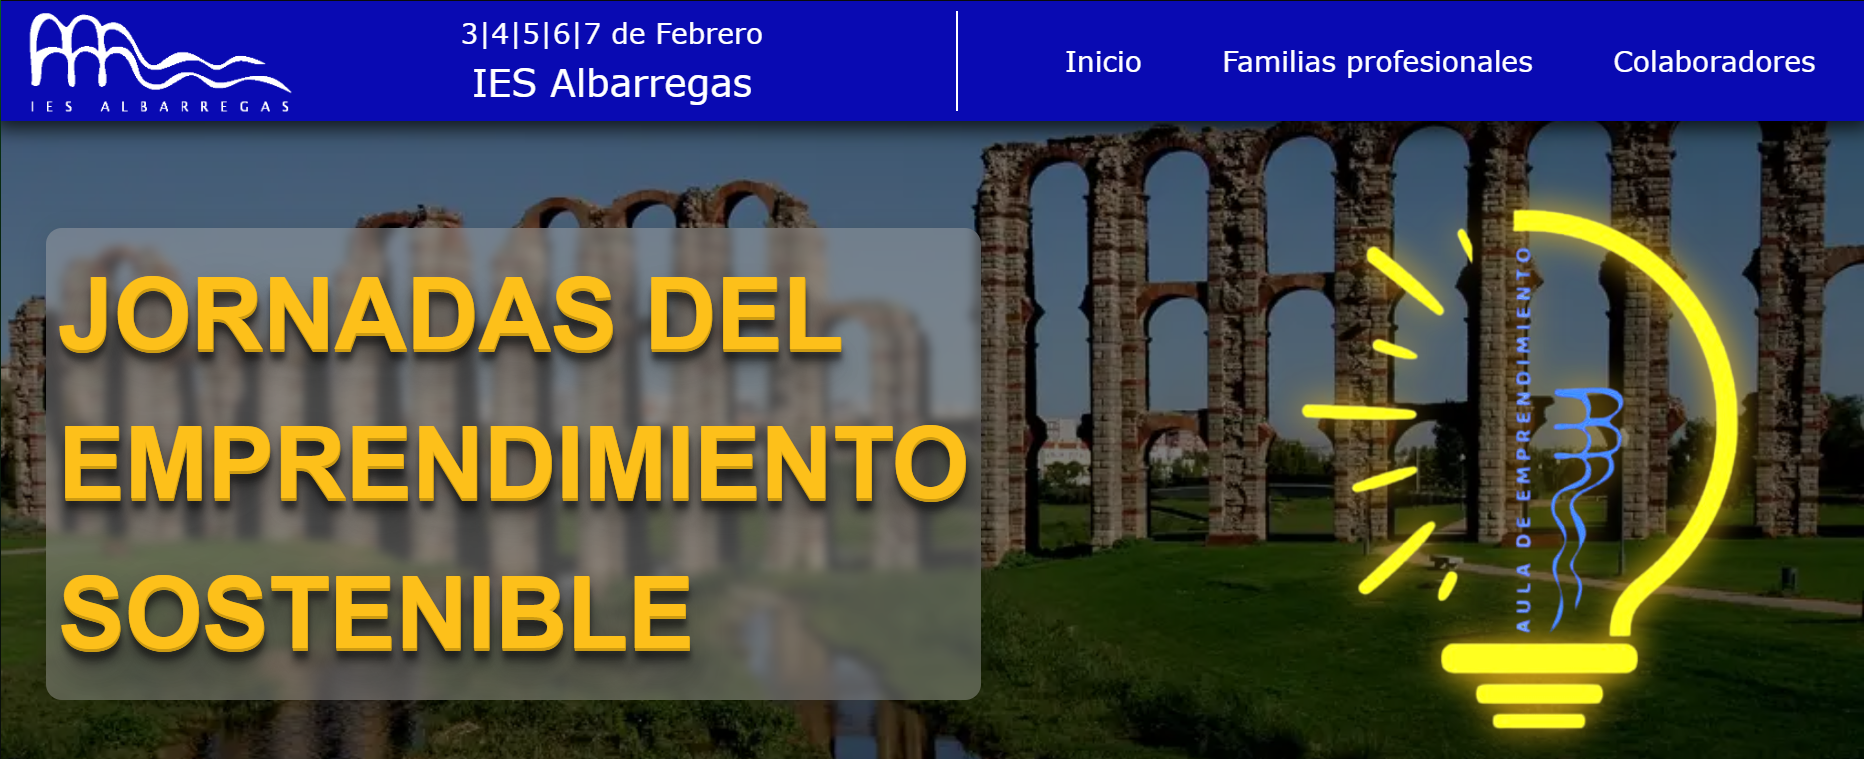 IES ALBARREGAS
3|4|5|6|7 de Febrero
IES Albarregas
Inicio
Familias profesionales
Colaboradores
JORNADAS DEL
EMPRENDIMIENTO
SOSTENIBLE
AULA DE EMPRENDIMIENTO